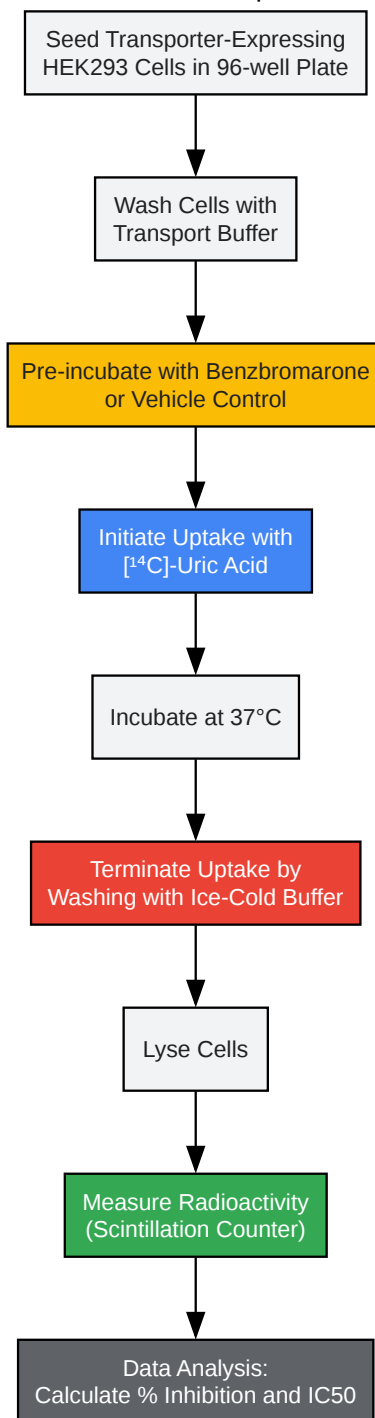 Seed Transporter-Expressing
HEK293 Cells in 96-well Plate
Wash Cells with
Transport Buffer
Pre-incubate with Benzbromarone
or Vehicle Control
Initiate Uptake with
[¹⁴C]-Uric Acid
Incubate at 37°C
Terminate Uptake by
Washing with Ice-Cold Buffer
Lyse Cells
Measure Radioactivity
(Scintillation Counter)
Data Analysis:
Calculate % Inhibition and IC50